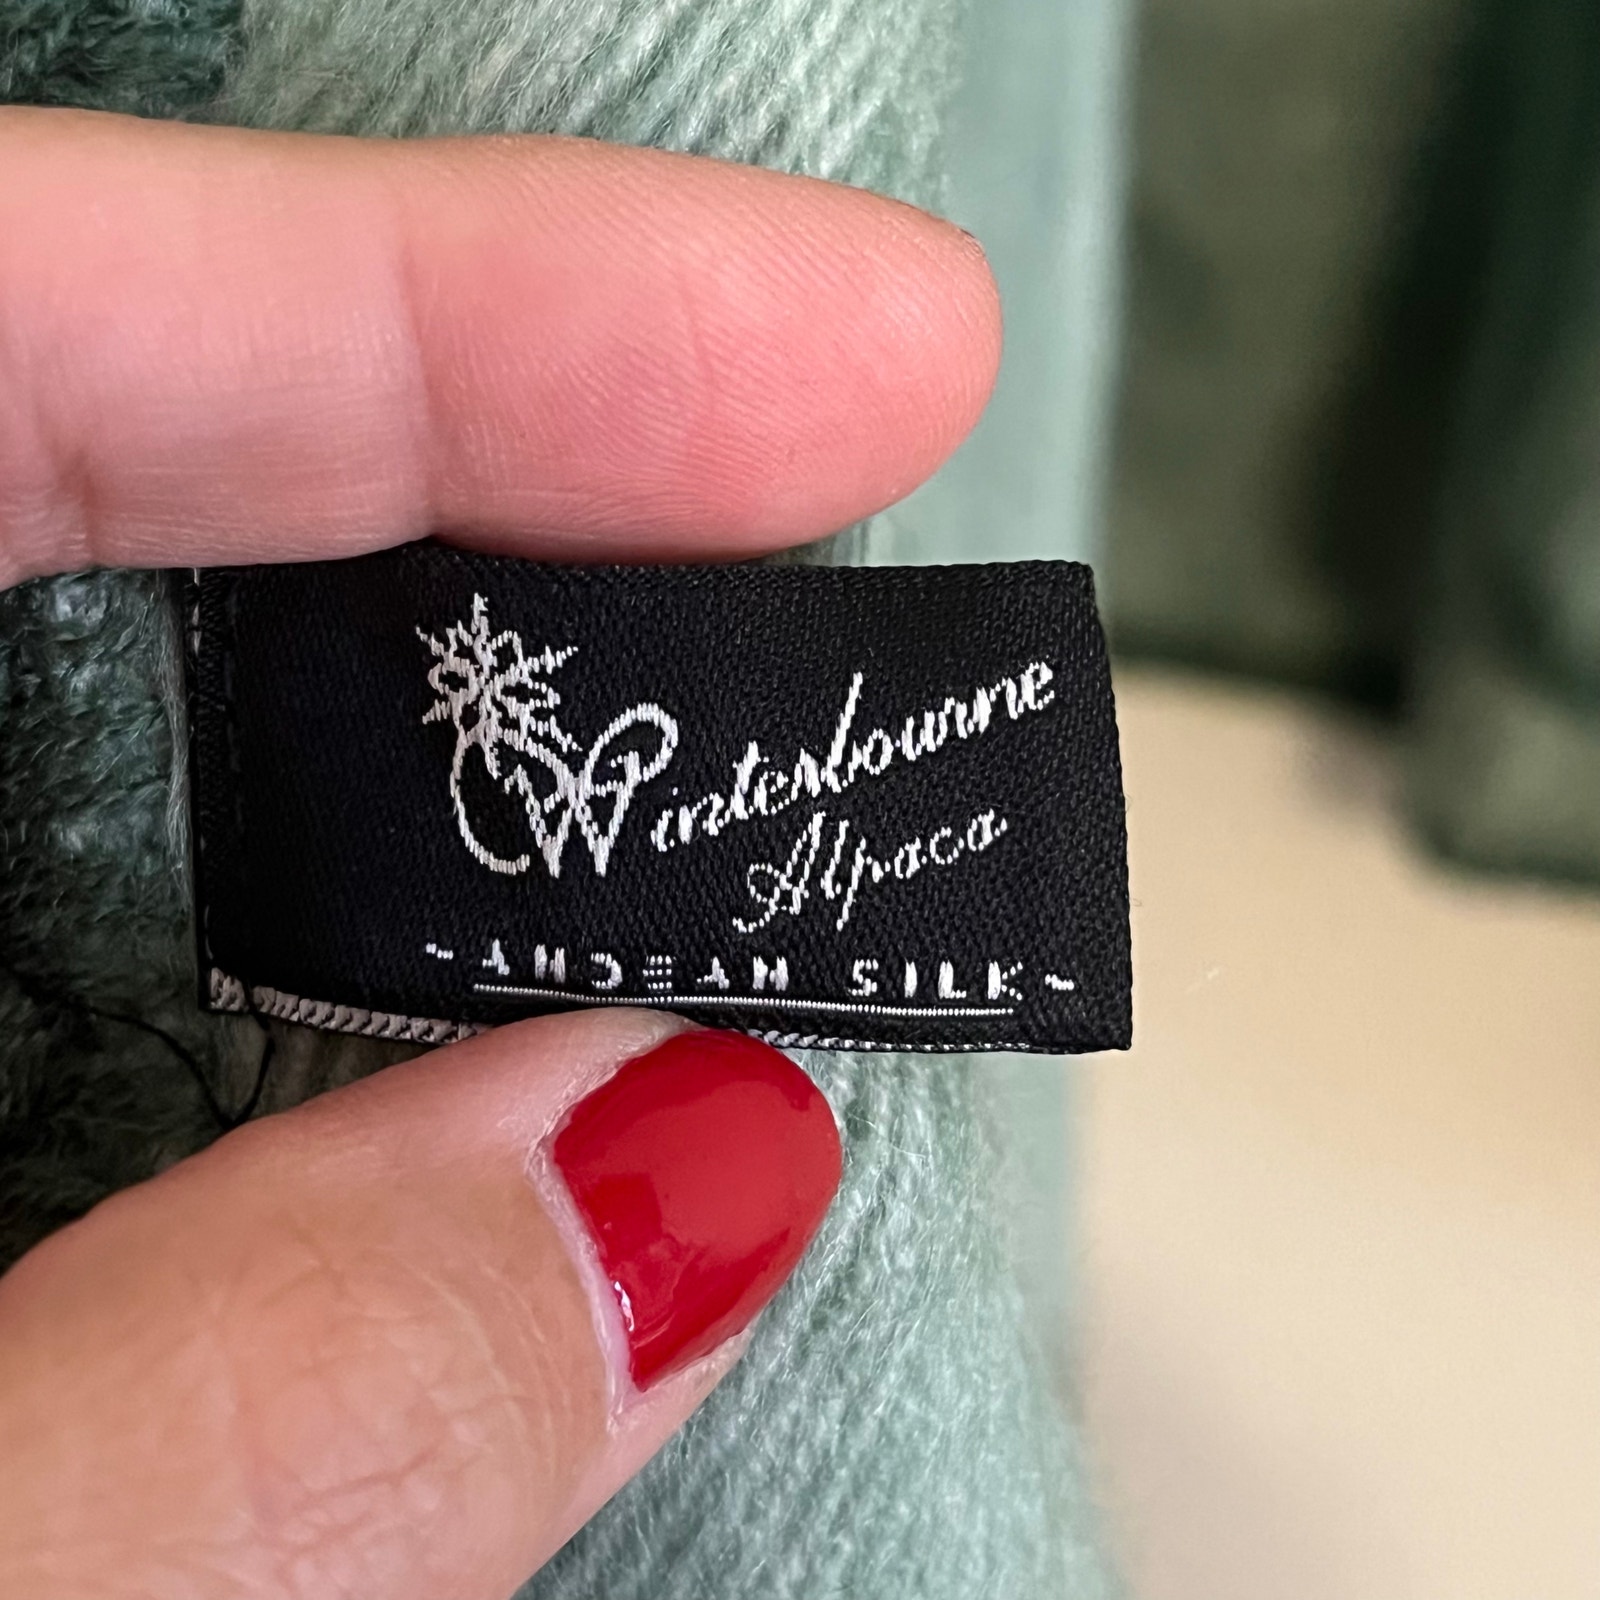 Winterbourne
Alpaca
~ANDEAN SILK~